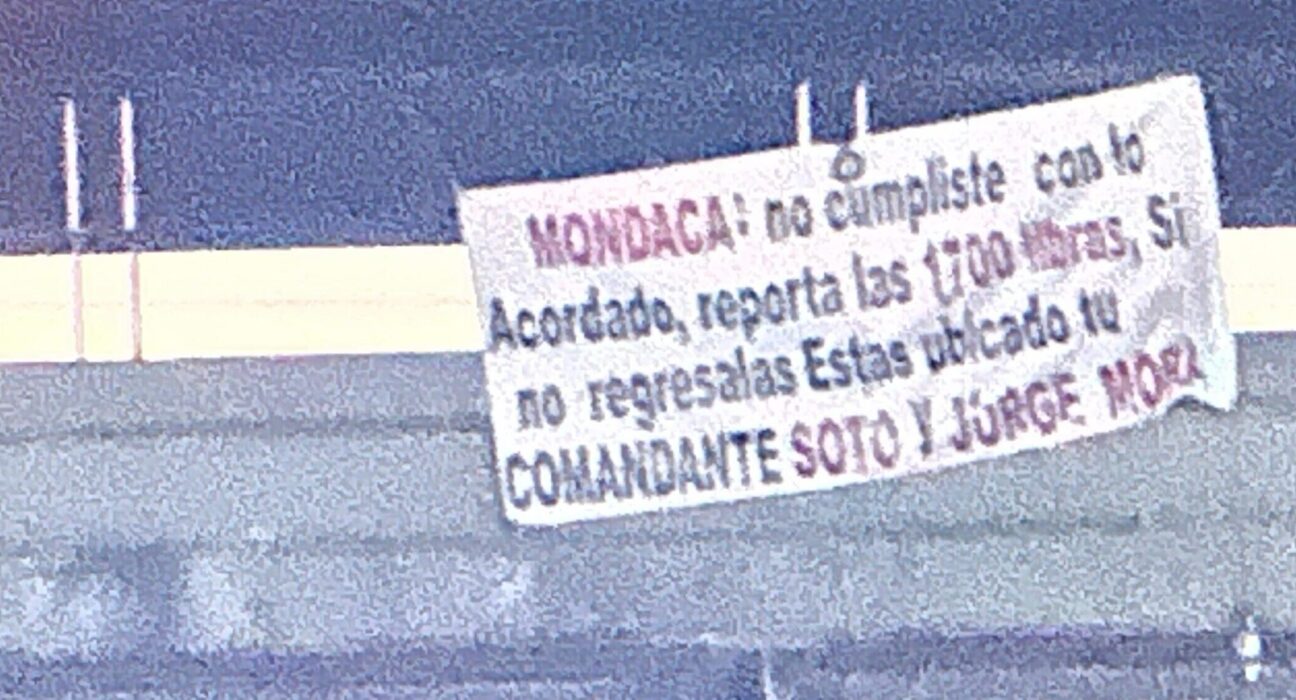 MONDACA: no cumpliste con lo
Acordado, reporta las 1700 libras, Si
no regresalas Estas ubicado tu
COMANDANTE SOTO Y JORGE MORA